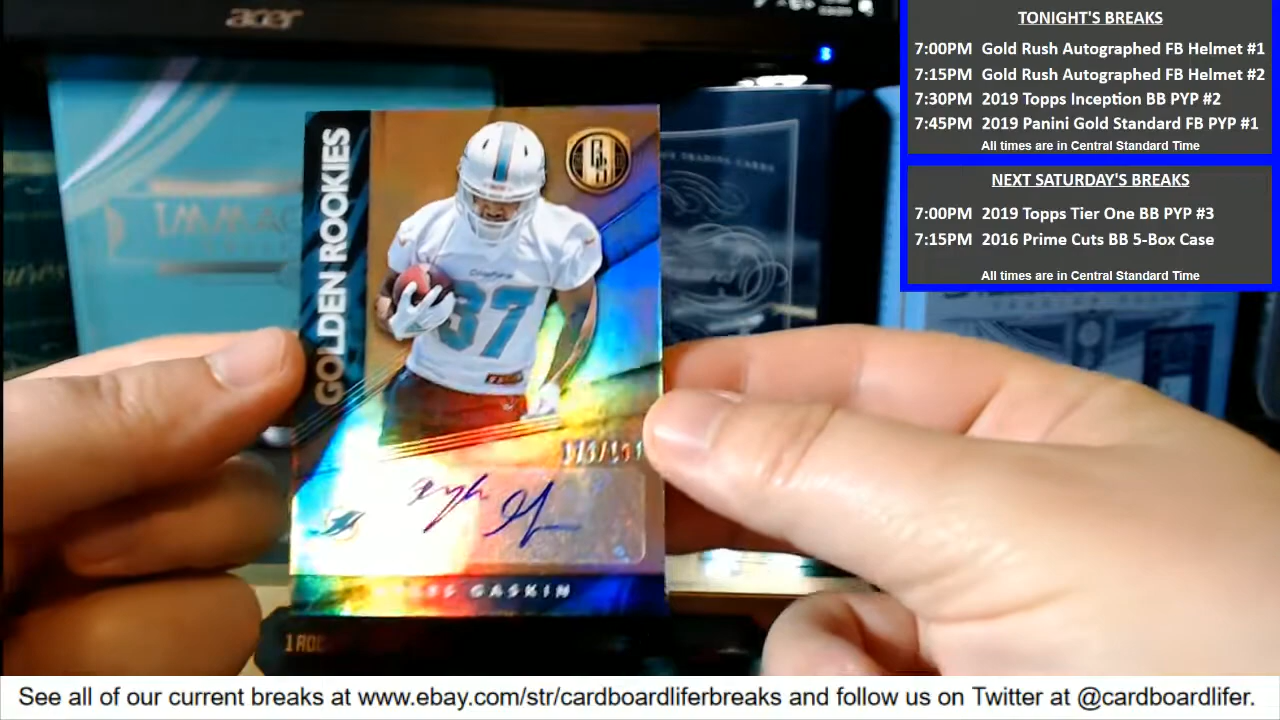 acer
TONIGHT'S BREAKS
7:00PM Gold Rush Autographed FB Helmet #1
7:15PM Gold Rush Autographed FB Helmet #2
7:30PM 2019 Topps Inception BB PYP #2
7:45PM 2019 Panini Gold Standard FB PYP #1
All times are in Central Standard Time
NEXT SATURDAY'S BREAKS
7:00PM 2019 Topps Tier One BB PYP #3
7:15PM 2016 Prime Cuts BB 5-Box Case
All times are in Central Standard Time
GOLDEN ROOKIES
37
GASKIN
See all of our current breaks at www.ebay.com/str/cardboardliferbreaks and follow us on Twitter at @cardboardlifer.